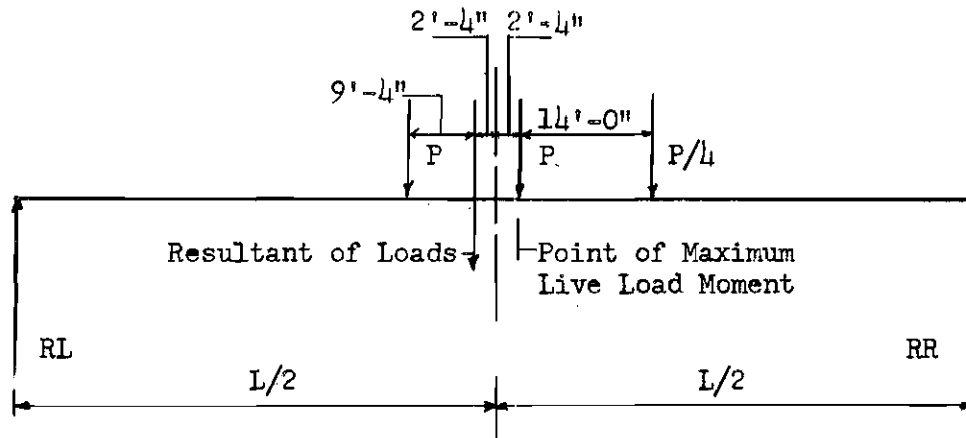 2'-4" 2'-4"
9'-4"
14'-0"
P P P/4
Resultant of Loads
Point of Maximum
Live Load Moment
RL RR
L/2 L/2